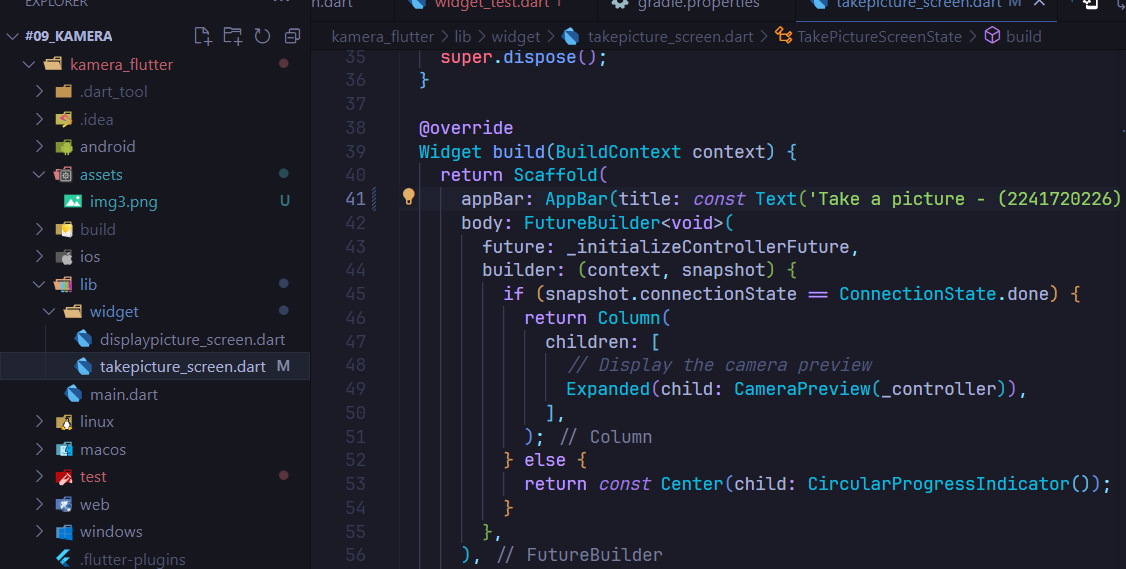 EXPLORER
#09_KAMERA
kamera_flutter
.dart_tool
.idea
android
assets
img3.png U
build
ios
lib
widget
displaypicture_screen.dart
takepicture_screen.dart M
main.dart
linux
macos
test
web
windows
.flutter-plugins
n.dart widget_test.dart 1 gradle.properties takepicture_screen.dart M
kamera_flutter > lib > widget > takepicture_screen.dart > TakePictureScreenState > build
35 super.dispose();
36 }
37
38 @override
39 Widget build(BuildContext context) {
40 return Scaffold(
41 appBar: AppBar(title: const Text('Take a picture - (2241720226)
42 body: FutureBuilder<void>(
43 future: _initializeControllerFuture,
44 builder: (context, snapshot) {
45 if (snapshot.connectionState == ConnectionState.done) {
46 return Column(
47 children: [
48 // Display the camera preview
49 Expanded(child: CameraPreview(_controller)),
50 ],
51 ); // Column
52 } else {
53 return const Center(child: CircularProgressIndicator());
54 }
55 },
56 ), // FutureBuilder